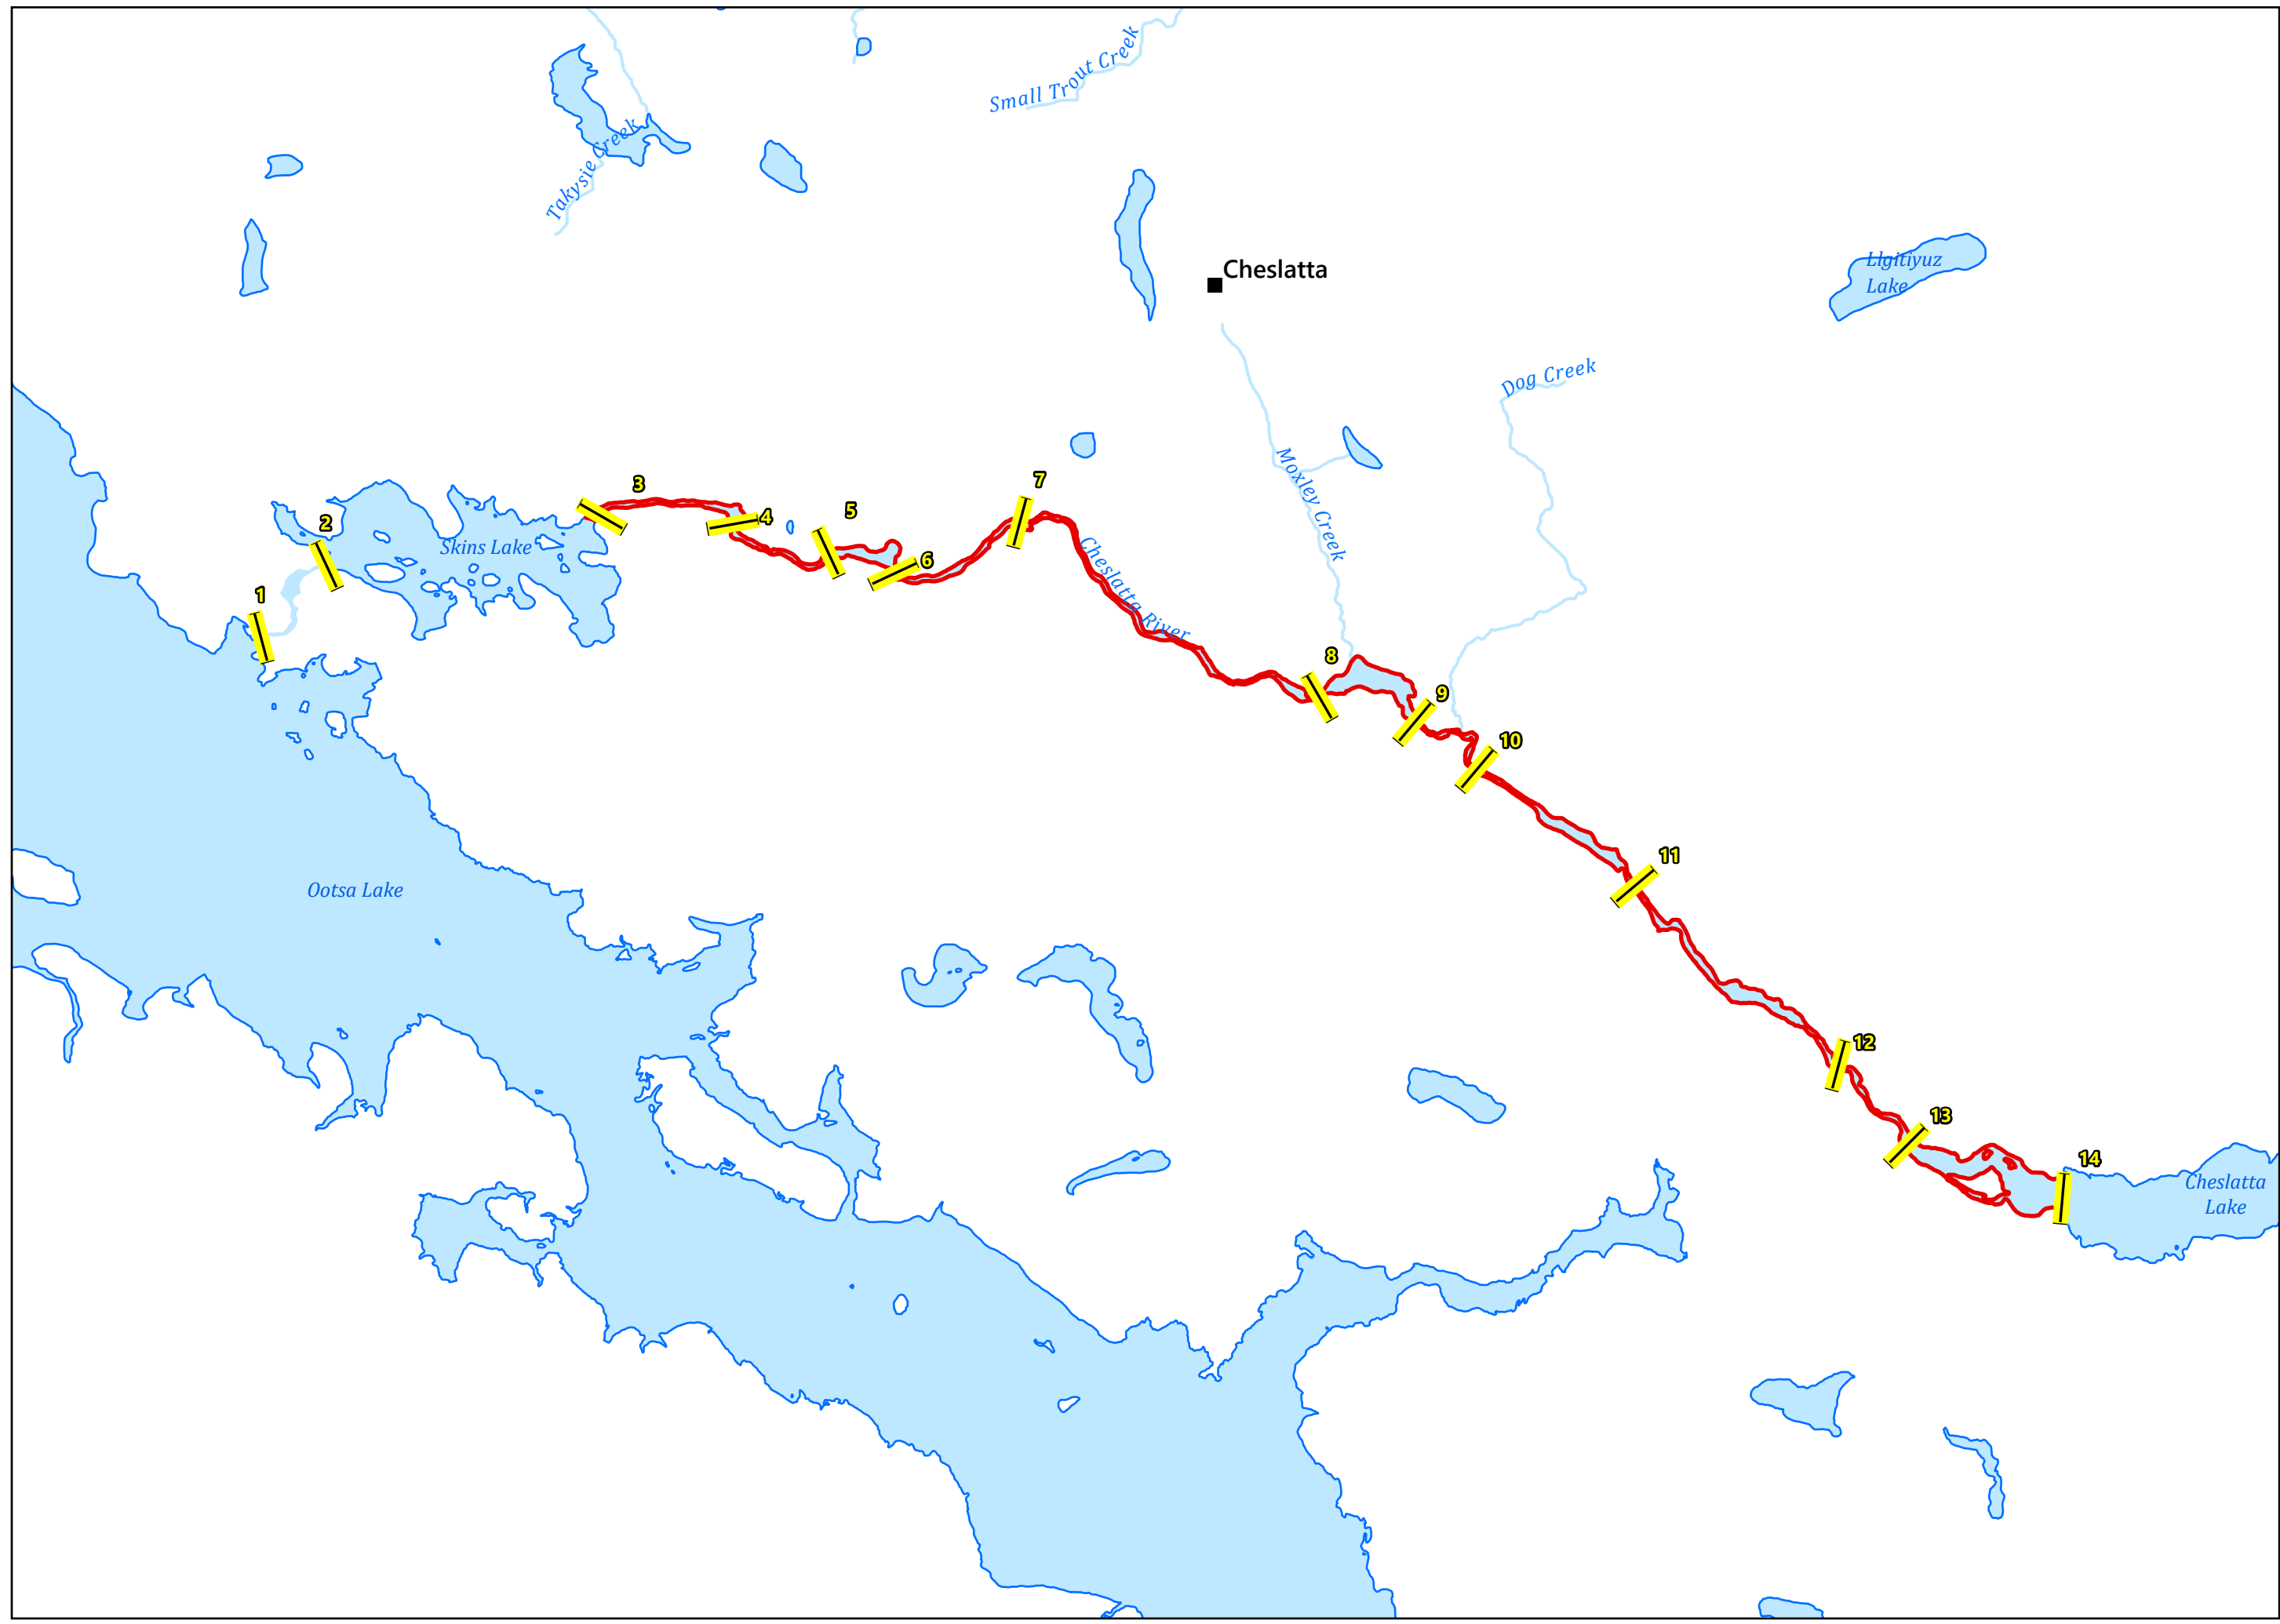 Small Trout Creek
Takysie Creek
Cheslatta
Llgitiyuz
Lake
Dog Creek
Moxley Creek
3
7
4
5
2
Skins Lake
6
1
Cheslatta River
8
9
10
11
Ootsa Lake
12
13
14
Cheslatta
Lake